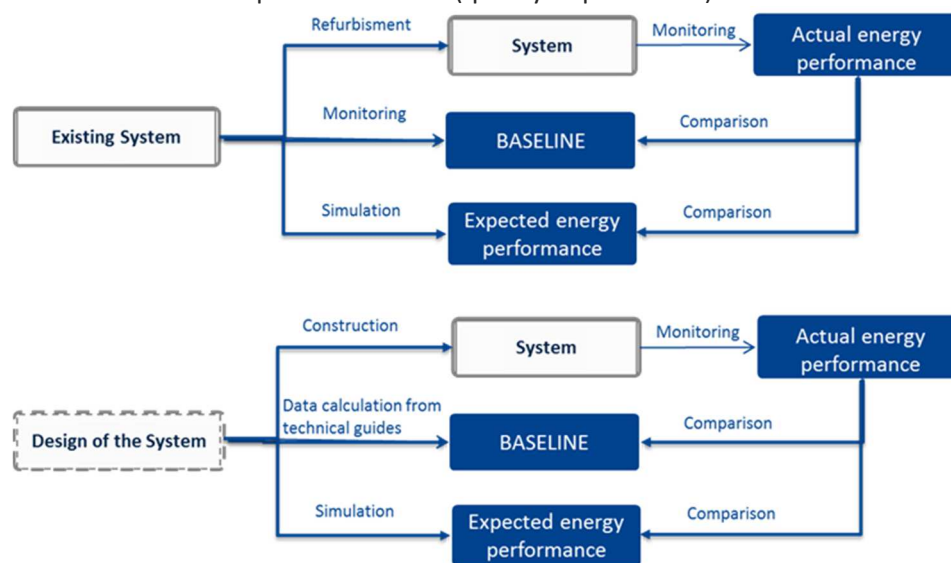 Refurbisment
System
Monitoring
Actual energy
performance
Existing System
Monitoring
BASELINE
Comparison
Simulation
Expected energy
performance
Comparison
Construction
System
Monitoring
Actual energy
performance
Design of the System
Data calculation from
technical guides
BASELINE
Comparison
Simulation
Expected energy
performance
Comparison